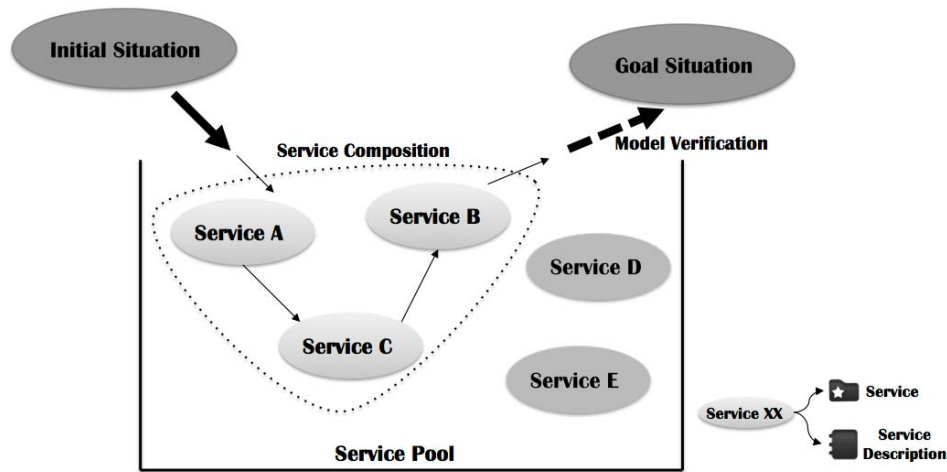 Initial Situation
Goal Situation
Service Composition
Model Verification
Service A
Service B
Service D
Service C
Service E
Service XX
Service
Service
Description
Service Pool